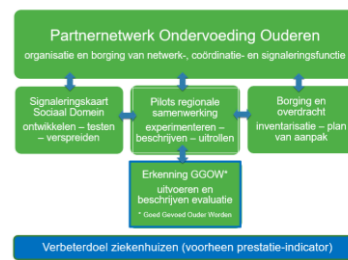 Partnernetwerk Ondervoeding Ouderen
organisatie en borging van netwerk-, coördinatie- en signaleringsfunctie
Signaleringskaart
Sociaal Domein
ontwikkelen – testen
– verspreiden
Pilots regionale
samenwerking
experimenteren –
beschrijven – uitrollen
Borging en
overdracht
inventarisatie – plan
van aanpak
Erkenning GGOW*
uitvoeren en
beschrijven evaluatie
* Goed Gevoed Ouder Worden
Verbeterdoel ziekenhuizen (voorheen prestatie-indicator)